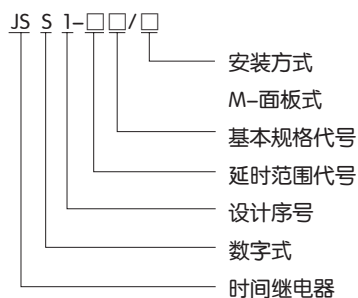 JS S 1-□□/□
安装方式
M-面板式
基本规格代号
延时范围代号
设计序号
数字式
时间继电器